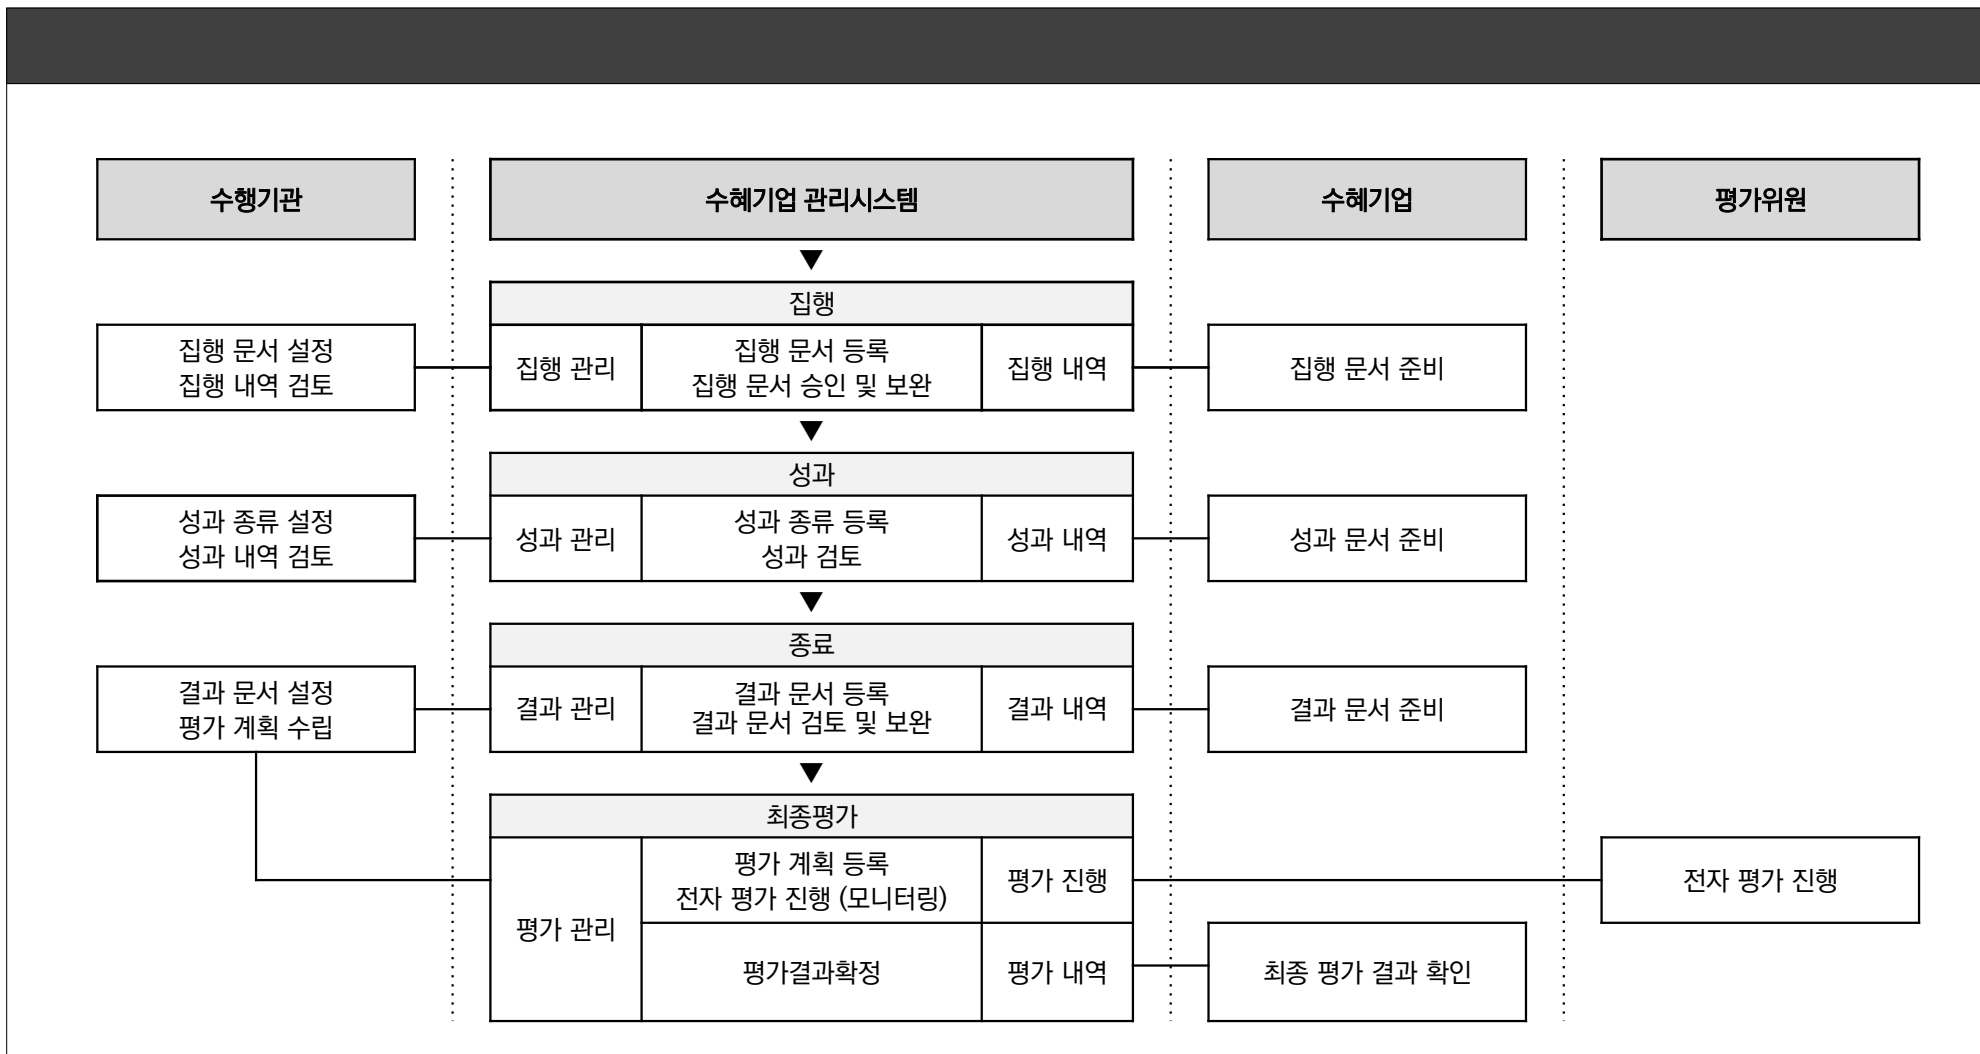 수행기관
수혜기업 관리시스템
수혜기업
평가위원
집행
집행 문서 설정
집행 내역 검토
집행 관리
집행 문서 등록
집행 문서 승인 및 보완
집행 내역
집행 문서 준비
성과
성과 종류 설정
성과 내역 검토
성과 관리
성과 종류 등록
성과 검토
성과 내역
성과 문서 준비
종료
결과 문서 설정
평가 계획 수립
결과 관리
결과 문서 등록
결과 문서 검토 및 보완
결과 내역
결과 문서 준비
최종평가
평가 관리
평가 계획 등록
전자 평가 진행 (모니터링)
평가 진행
전자 평가 진행
평가결과확정
평가 내역
최종 평가 결과 확인